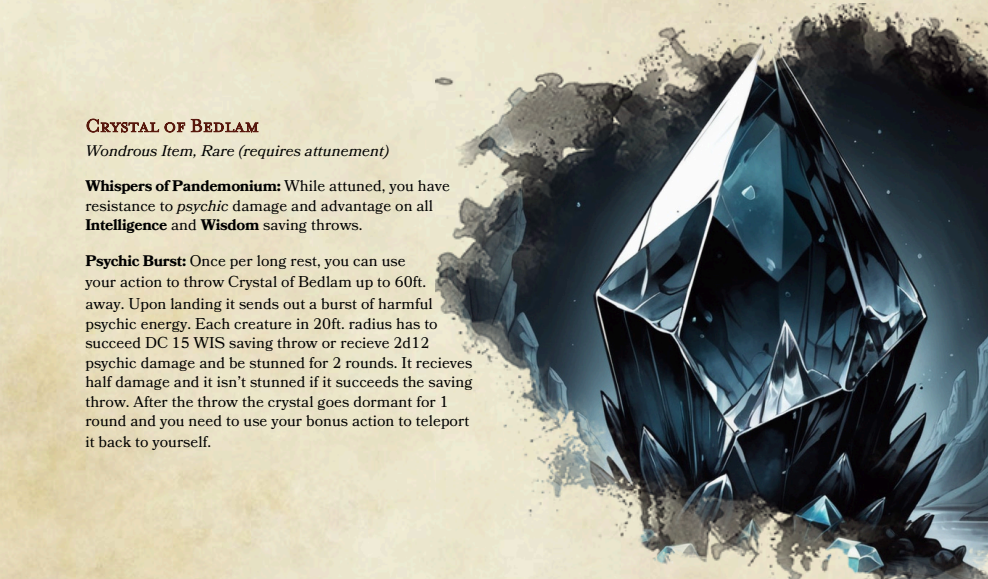 Crystal of Bedlam
Wondrous Item, Rare (requires attunement)
Whispers of Pandemonium: While attuned, you have
resistance to psychic damage and advantage on all
Intelligence and Wisdom saving throws.
Psychic Burst: Once per long rest, you can use
your action to throw Crystal of Bedlam up to 60ft.
away. Upon landing it sends out a burst of harmful
psychic energy. Each creature in 20ft. radius has to
succeed DC 15 WIS saving throw or recieve 2d12
psychic damage and be stunned for 2 rounds. It recieves
half damage and it isn't stunned if it succeeds the saving
throw. After the throw the crystal goes dormant for 1
round and you need to use your bonus action to teleport
it back to yourself.